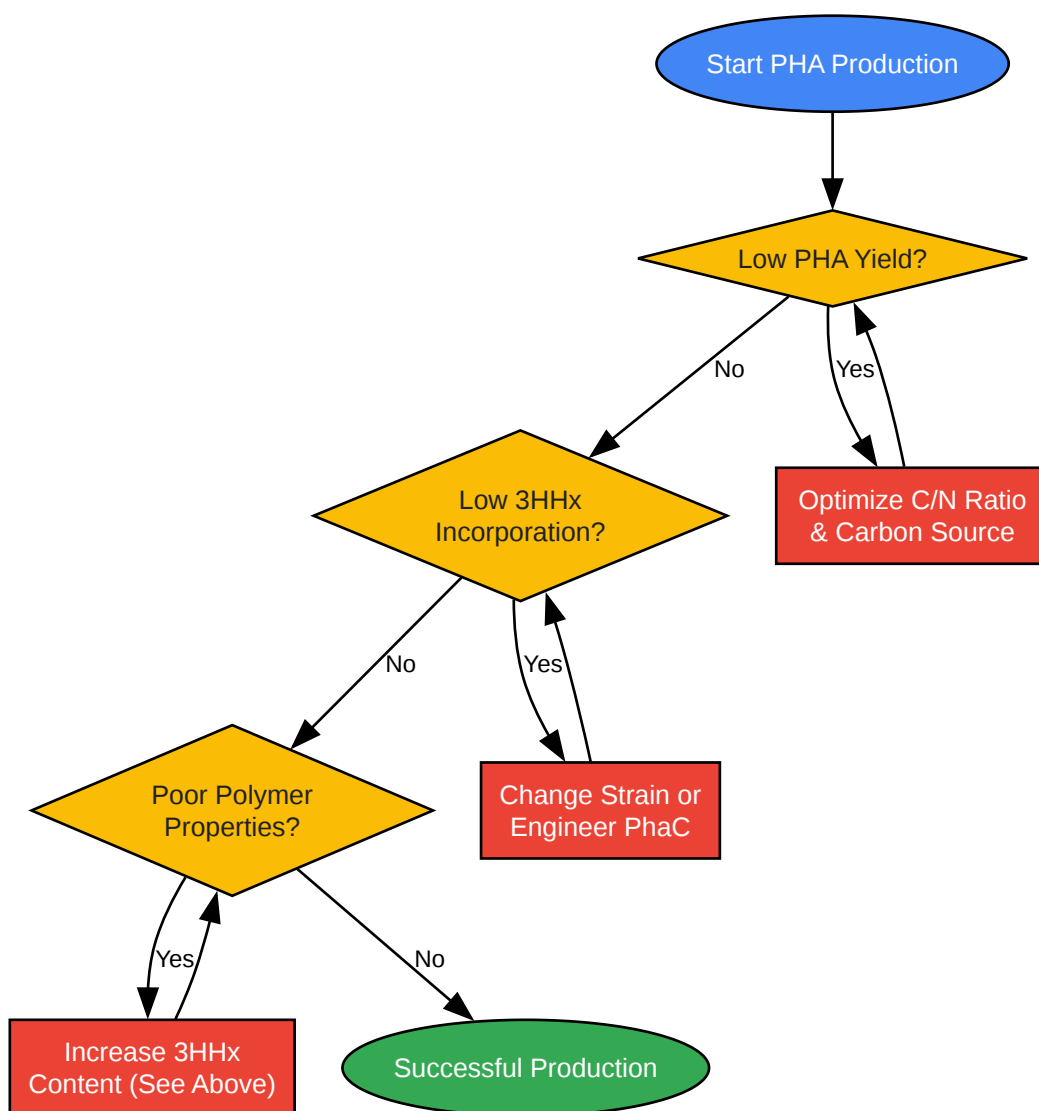 Start PHA Production
Low PHA Yield?
No
Yes
Low 3HHx
Incorporation?
Optimize C/N Ratio
& Carbon Source
No
Yes
Poor Polymer
Properties?
Change Strain or
Engineer PhaC
Yes
No
Increase 3HHx
Content (See Above)
Successful Production